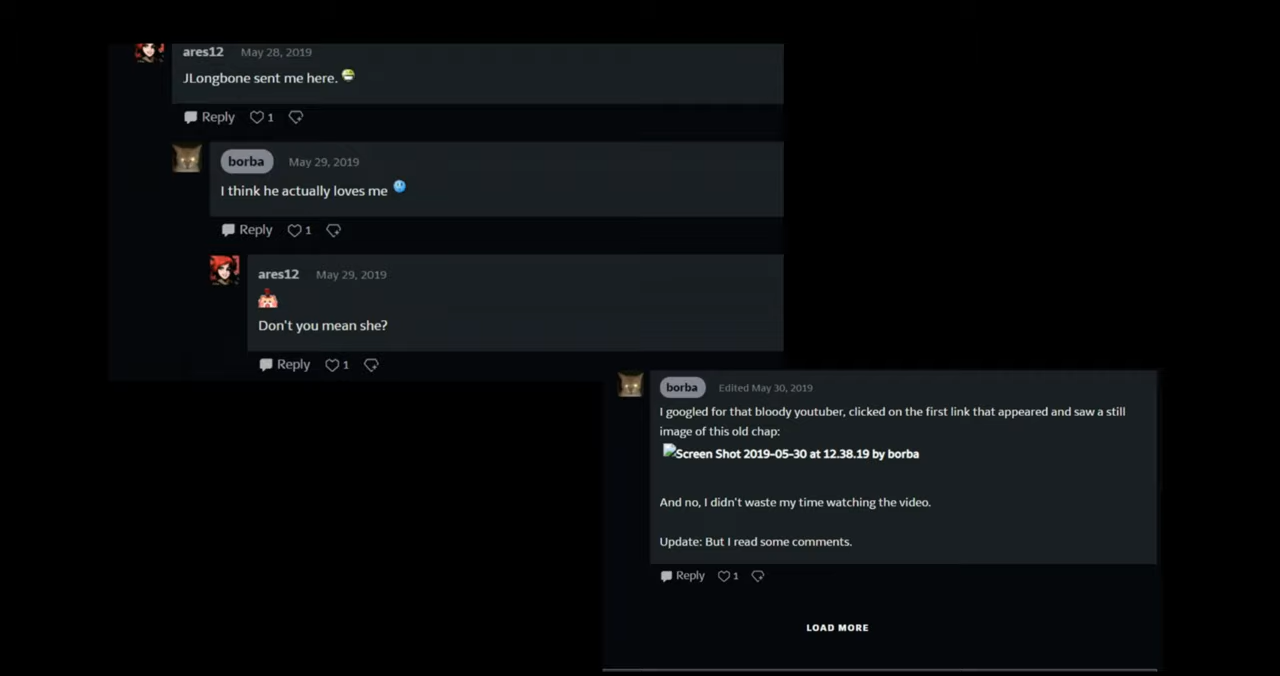 ares12 May 28, 2019
JLongbone sent me here.
Reply 1
borba May 29, 2019
I think he actually loves me
Reply 1
ares12 May 29, 2019
Don't you mean she?
Reply 1
borba Edited May 30, 2019
I googled for that bloody youtuber, clicked on the first link that appeared and saw a still
image of this old chap:
Screen Shot 2019-05-30 at 12.38.19 by borba
And no, I didn't waste my time watching the video.
Update: But I read some comments.
Reply 1
LOAD MORE